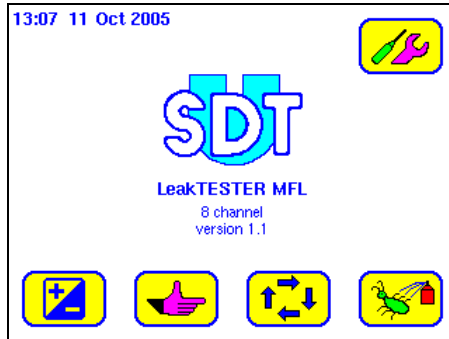 13:07 11 Oct 2005
SDT
LeakTESTER MFL
8 channel
version 1.1